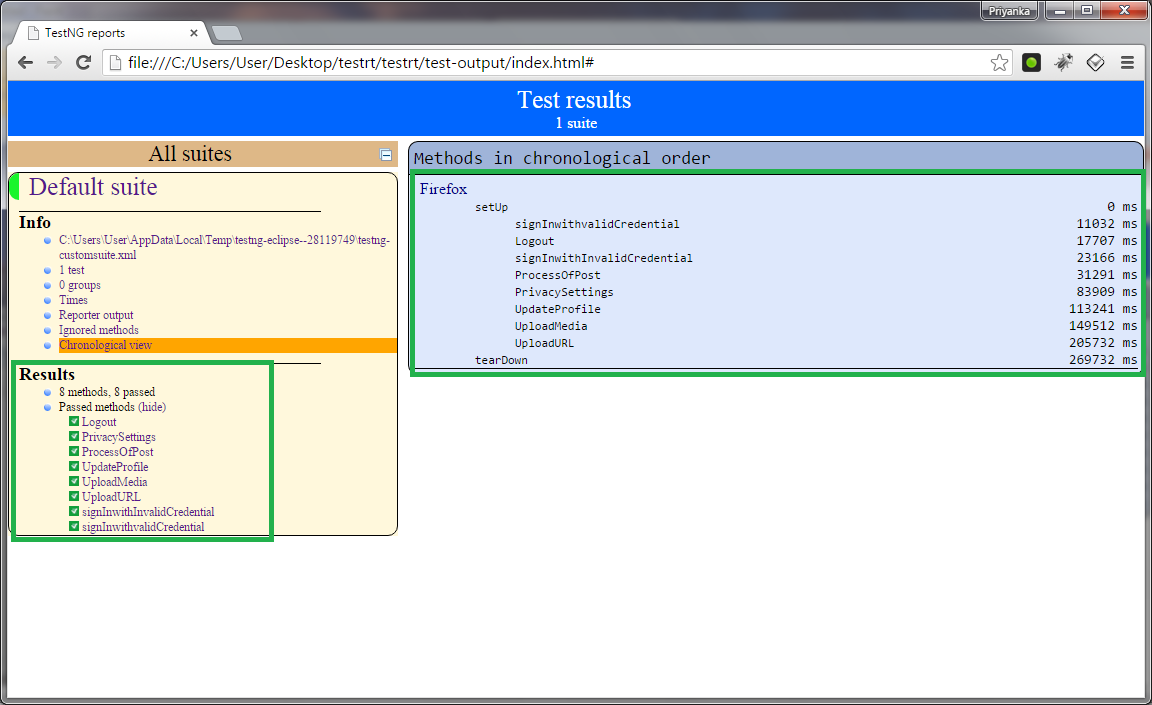 Priyanka
TestNG reports
file:///C:/Users/User/Desktop/testrt/testrt/test-output/index.html#
Test results
1 suite
All suites
Default suite
Info
C:\Users\User\AppData\Local\Temp\testng-eclipse--28119749\testng-
customsuite.xml
1 test
0 groups
Times
Reporter output
Ignored methods
Chronological view
Results
8 methods, 8 passed
Passed methods (hide)
Logout
PrivacySettings
ProcessOfPost
UpdateProfile
UploadMedia
UploadURL
signInwithInvalidCredential
signInwithvalidCredential
Methods in chronological order
Firefox
setUp 0 ms
signInwithvalidCredential 11032 ms
Logout 17707 ms
signInwithInvalidCredential 23166 ms
ProcessOfPost 31291 ms
PrivacySettings 83909 ms
UpdateProfile 113241 ms
UploadMedia 149512 ms
UploadURL 205732 ms
tearDown 269732 ms